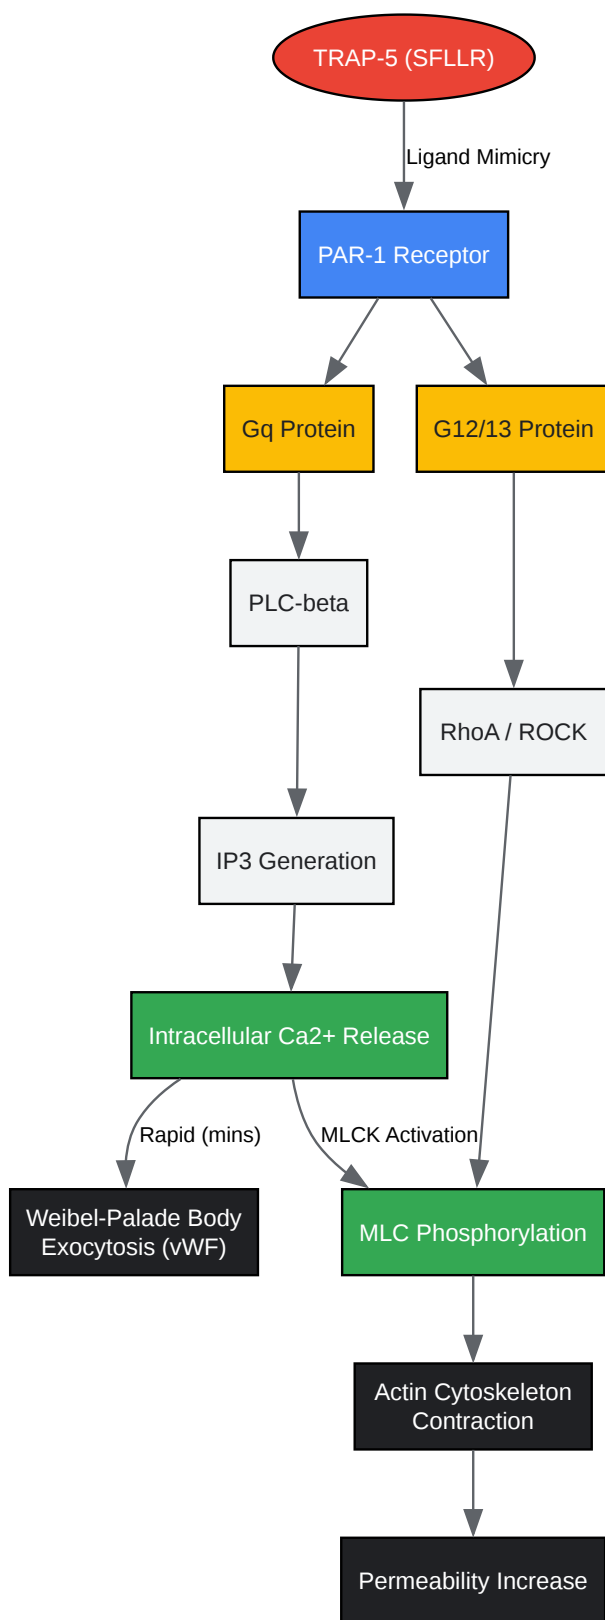 TRAP-5 (SFLLR)
Ligand Mimicry
PAR-1 Receptor
Gq Protein
G12/13 Protein
PLC-beta
RhoA / ROCK
IP3 Generation
Intracellular Ca2+ Release
Rapid (mins)
MLCK Activation
Weibel-Palade Body
Exocytosis (vWF)
MLC Phosphorylation
Actin Cytoskeleton
Contraction
Permeability Increase